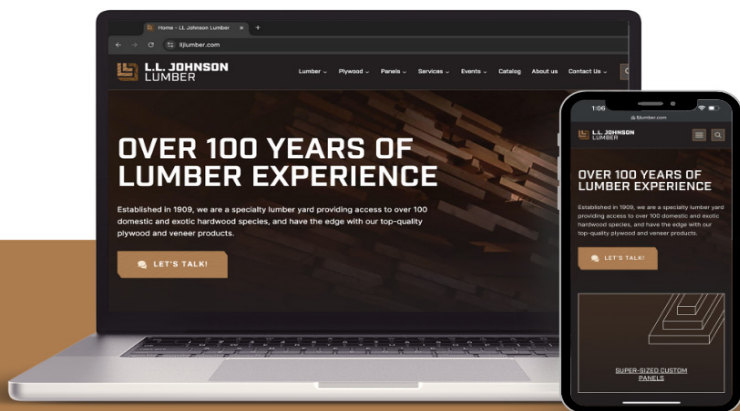 Home - LL Johnson Lumber
lljlumber.com
L.L. JOHNSON
LUMBER
Lumber
Plywood
Panels
Services
Events
Catalog
About us
Contact Us
OVER 100 YEARS OF
LUMBER EXPERIENCE
Established in 1909, we are a specialty lumber yard providing access to over 100
domestic and exotic hardwood species, and have the edge with our top-quality
plywood and veneer products.
LET'S TALK!
1:06
lljlumber.com
L.L. JOHNSON
LUMBER
OVER 100 YEARS OF
LUMBER EXPERIENCE
Established in 1909, we are a specialty lumber yard
providing access to over 100 domestic and exotic
hardwood species, and have the edge with our
top-quality plywood and veneer products.
LET'S TALK!
SUPER-SIZED CUSTOM
PANELS